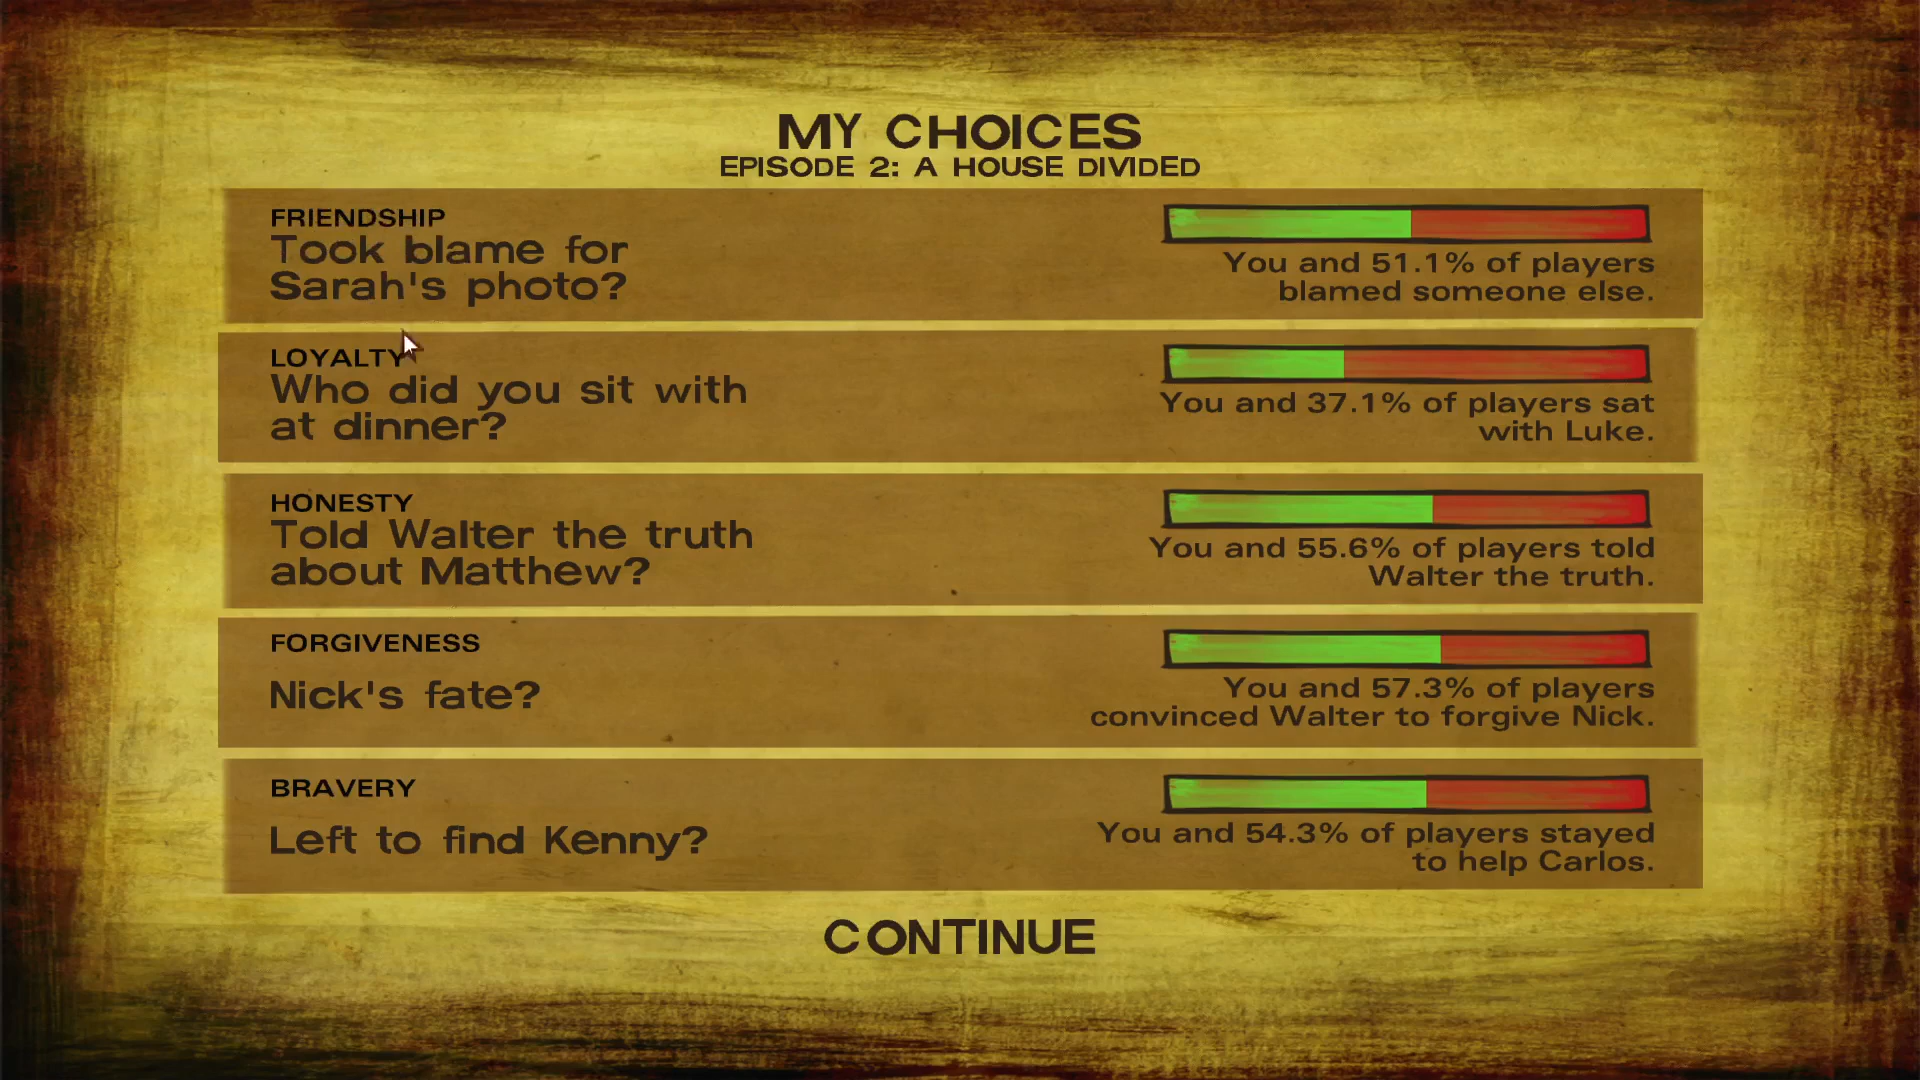 MY CHOICES
EPISODE 2: A HOUSE DIVIDED
FRIENDSHIP
Took blame for
Sarah's photo?
You and 51.1% of players
blamed someone else.
LOYALTY
Who did you sit with
at dinner?
You and 37.1% of players sat
with Luke.
HONESTY
Told Walter the truth
about Matthew?
You and 55.6% of players told
Walter the truth.
FORGIVENESS
Nick's fate?
You and 57.3% of players
convinced Walter to forgive Nick.
BRAVERY
Left to find Kenny?
You and 54.3% of players stayed
to help Carlos.
CONTINUE